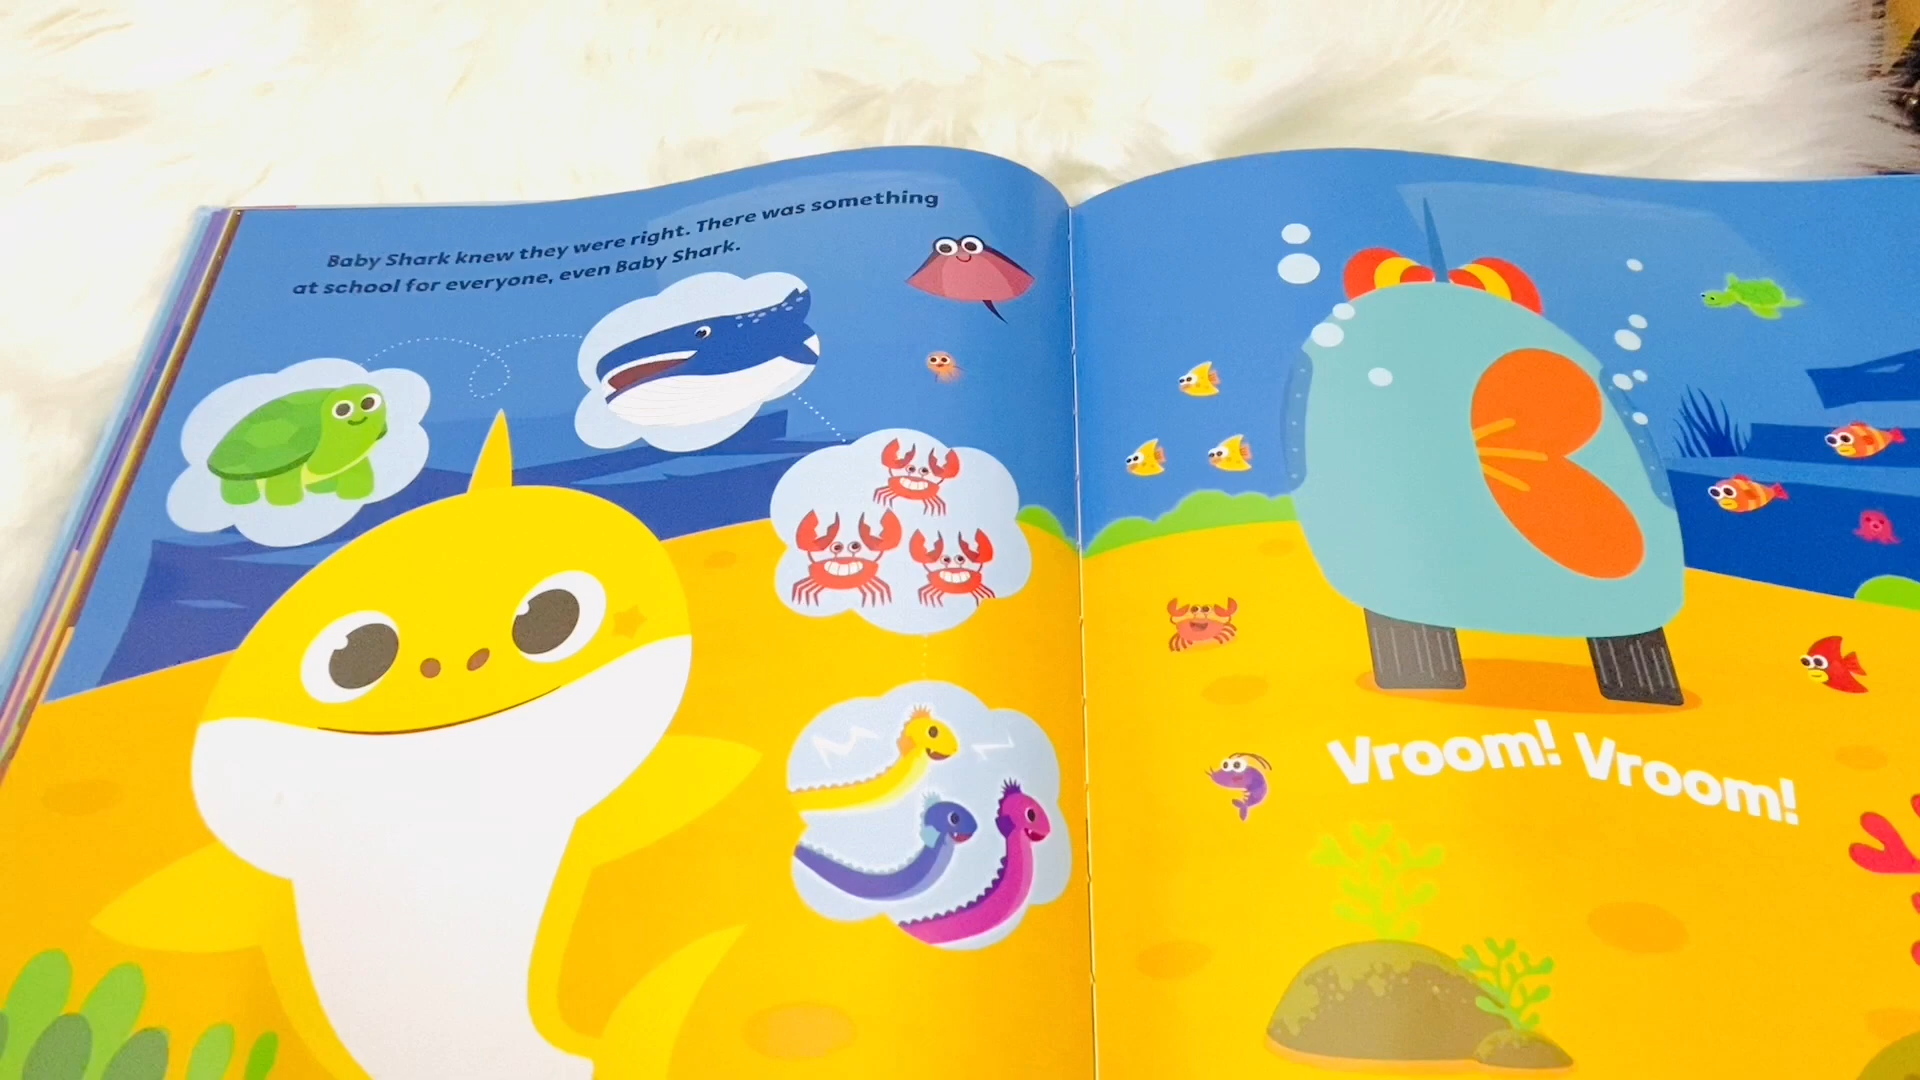 Baby Shark knew they were right. There was something
at school for everyone, even Baby Shark.
Vroom! Vroom!